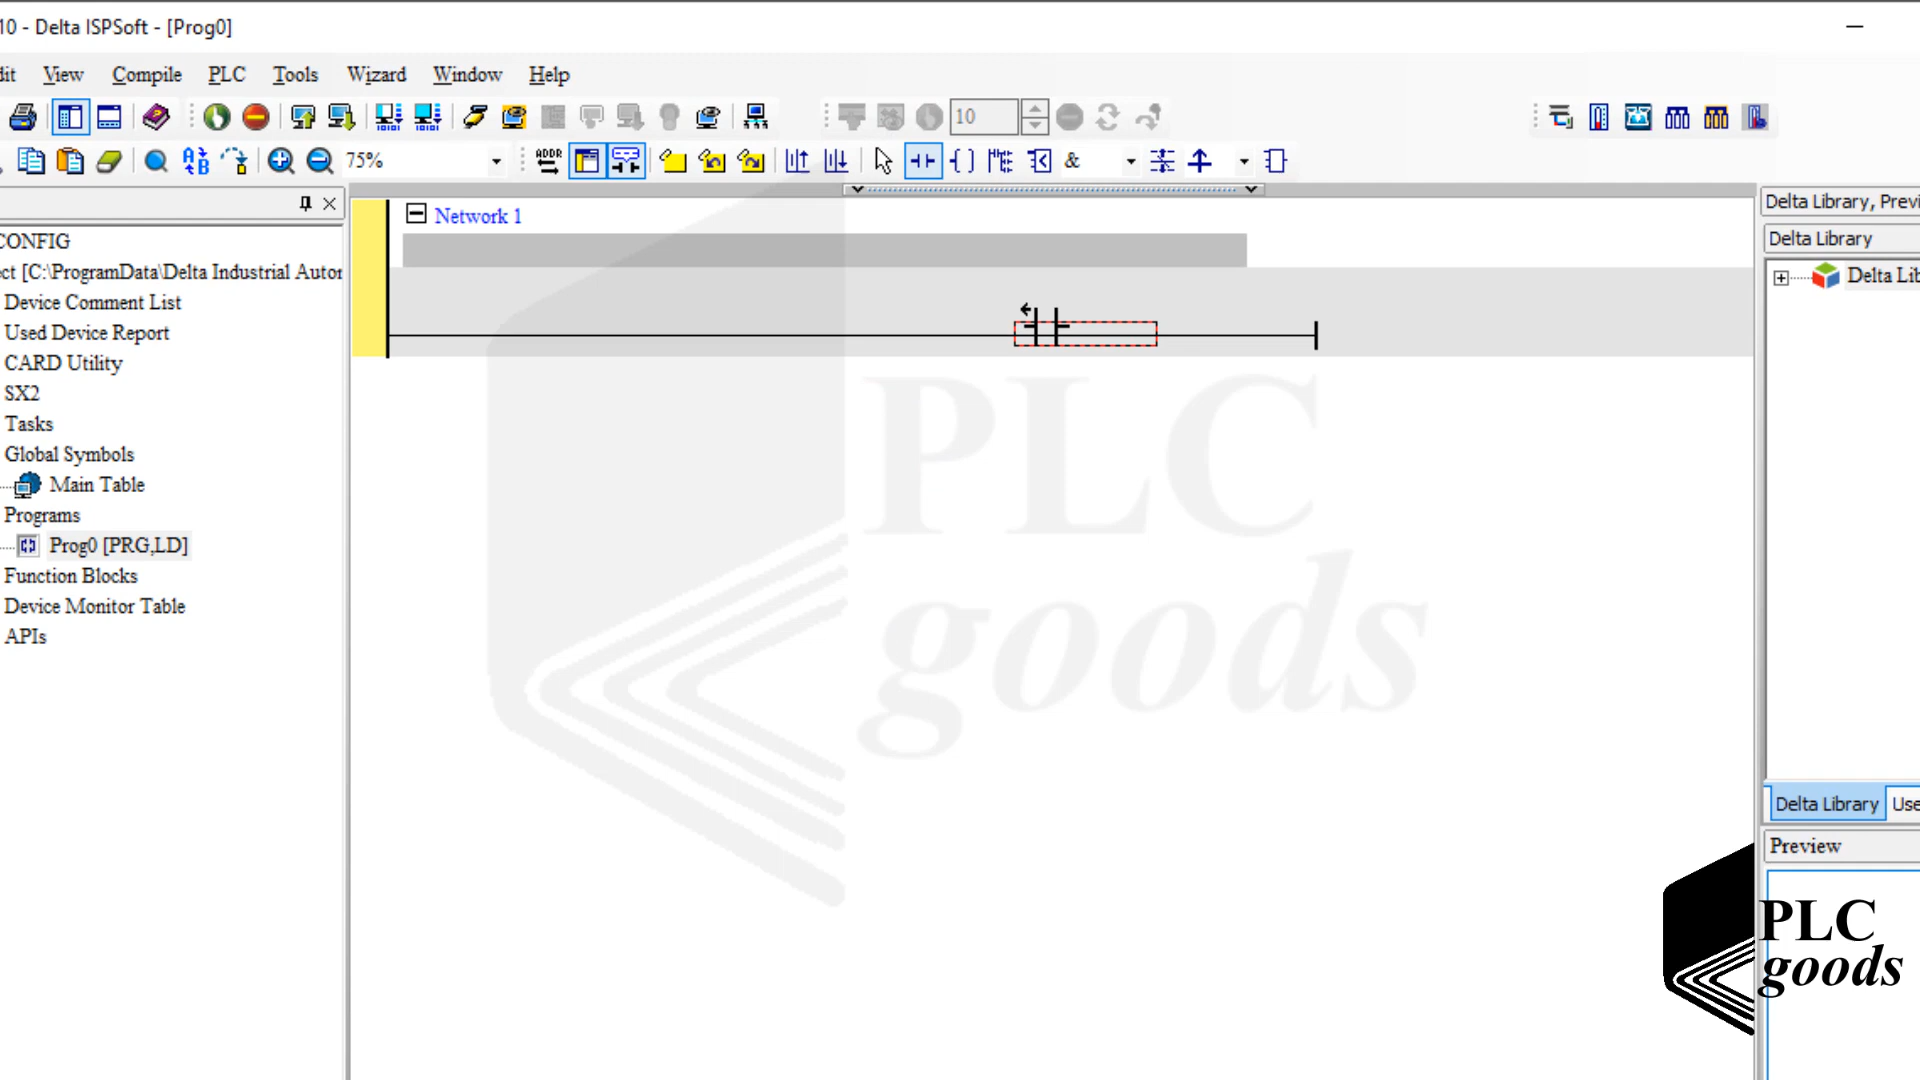 10 - Delta ISPSoft - [Prog0]
dit View Compile PLC Tools Wizard Window Help
10
75% ADDR &
Network 1
CONFIG
ect [C:\ProgramData\Delta Industrial Autor
Device Comment List
Used Device Report
CARD Utility
SX2
Tasks
Global Symbols
Main Table
Programs
Prog0 [PRG,LD]
Function Blocks
Device Monitor Table
APIs
Delta Library, Previ
Delta Library
Delta Lib
Delta Library Use
Preview
PLC
goods
PLC
goods